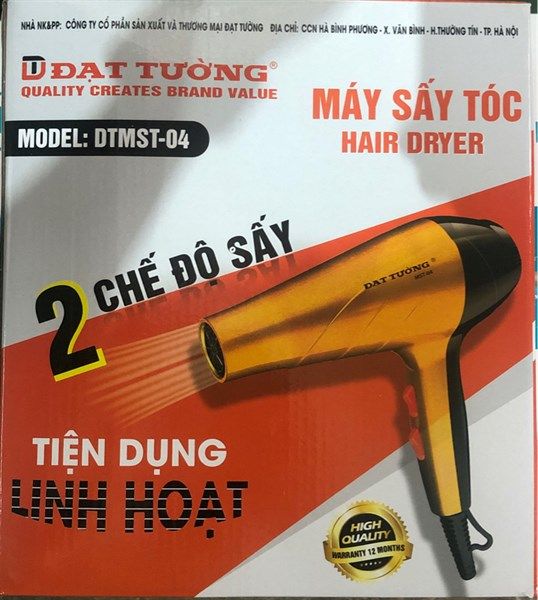 NHÀ NK&PP: CÔNG TY CỔ PHẦN SẢN XUẤT VÀ THƯƠNG MẠI ĐẠT TƯỜNG ĐỊA CHỈ: CCN HÀ BÌNH PHƯƠNG - X. VĂN BÌNH - H.THƯỜNG TÍN - TP. HÀ NỘI
ĐẠT TƯỜNG®
QUALITY CREATES BRAND VALUE
MODEL: DTMST-04
MÁY SẤY TÓC
HAIR DRYER
2 CHẾ ĐỘ SẤY
ĐẠT TƯỜNG®
MST-04
TIỆN DỤNG
LINH HOẠT
HIGH
QUALITY
WARRANTY 12 MONTHS